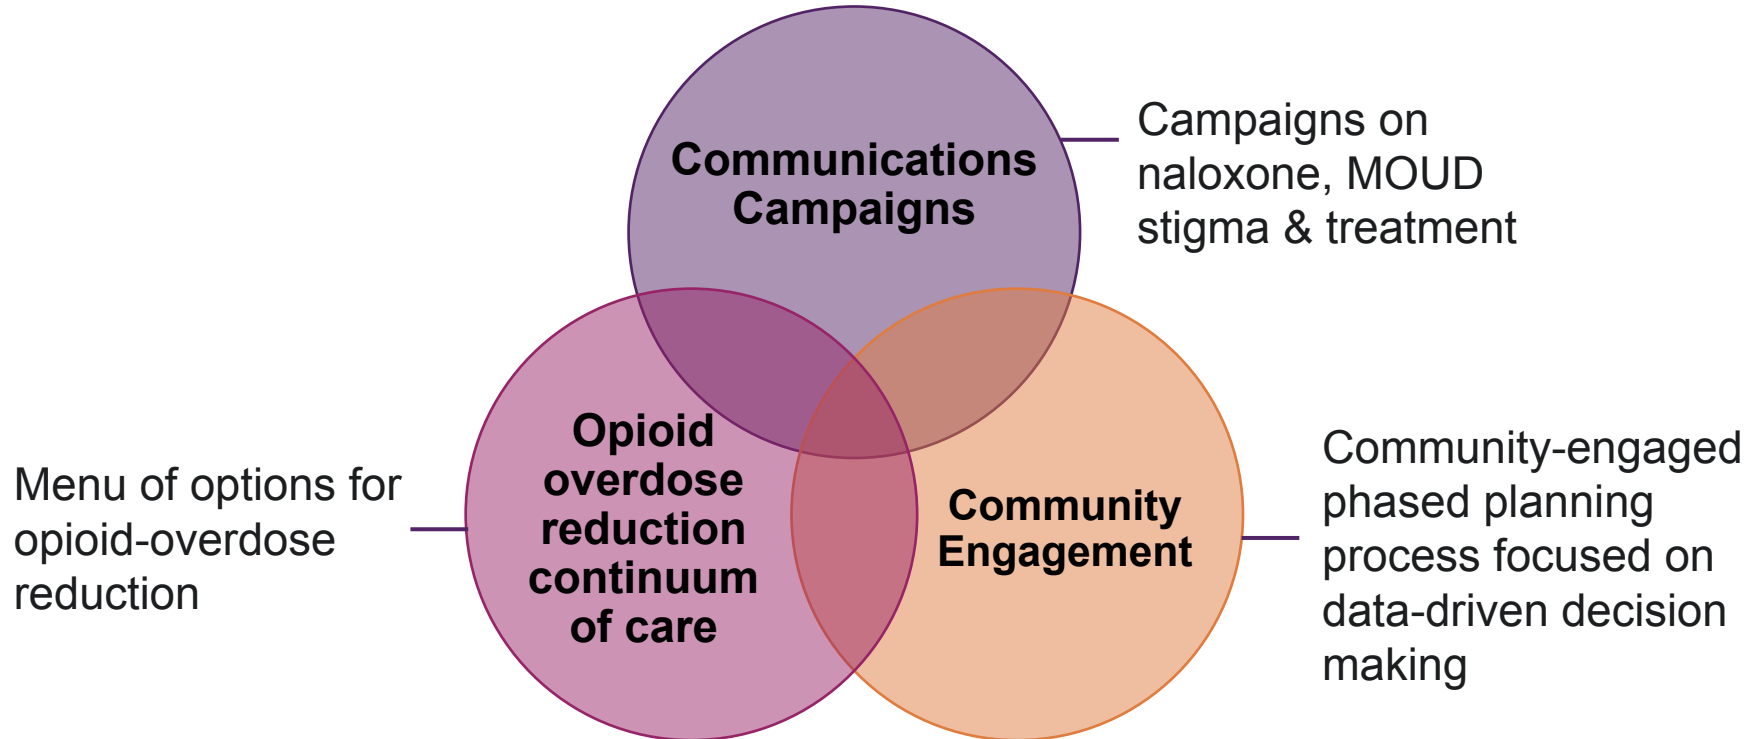 Communications
Campaigns
Campaigns on
naloxone, MOUD
stigma & treatment
Opioid
overdose
reduction
continuum
of care
Menu of options for
opioid-overdose
reduction
Community
Engagement
Community-engaged
phased planning
process focused on
data-driven decision
making